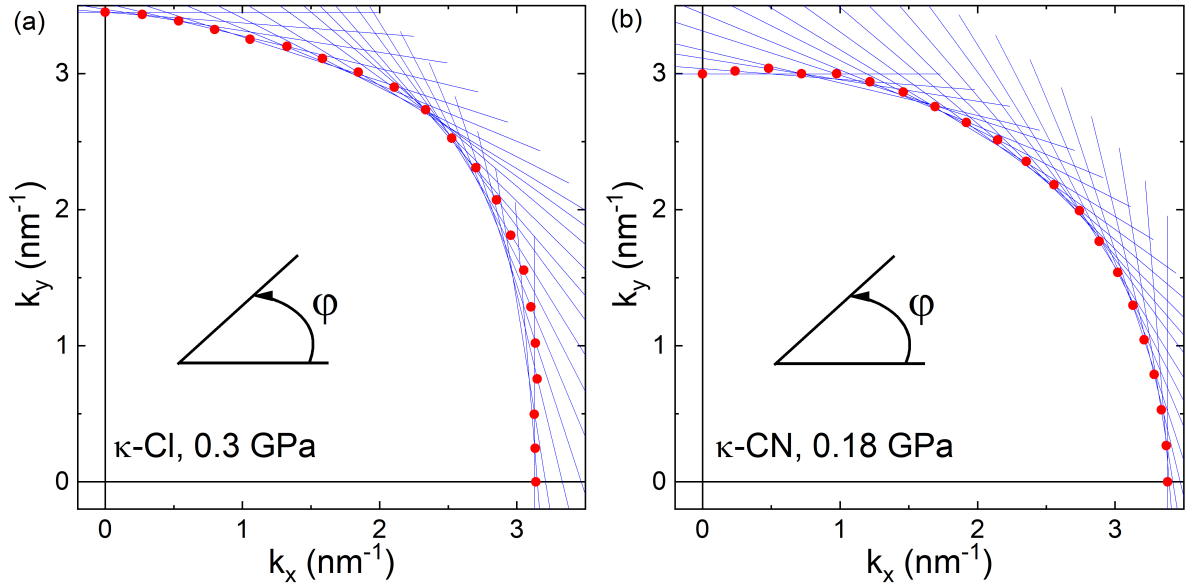 (a)
3
2
1
0
k_y (nm^-1)
φ
κ-Cl, 0.3 GPa
0 1 2 3
k_x (nm^-1)
(b)
3
2
1
0
k_y (nm^-1)
φ
κ-CN, 0.18 GPa
0 1 2 3
k_x (nm^-1)